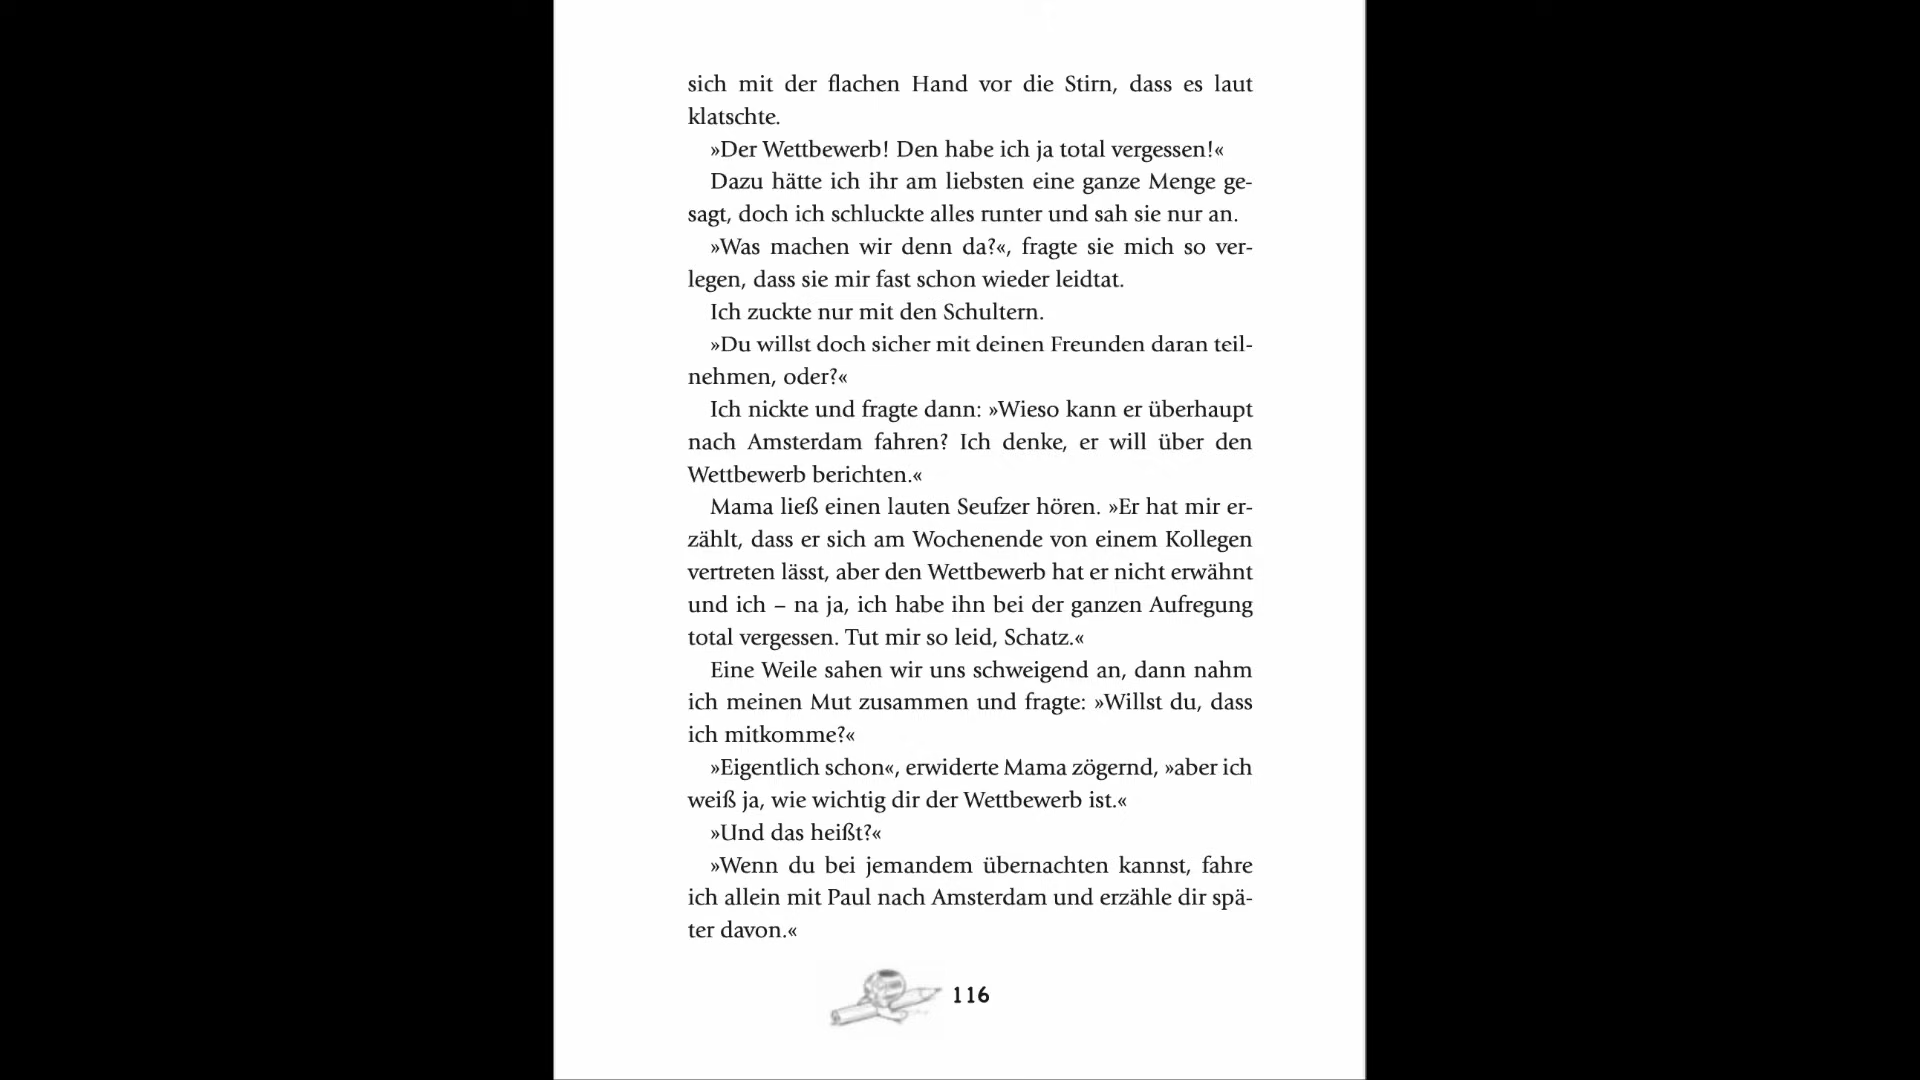 sich mit der flachen Hand vor die Stirn, dass es laut
klatschte.
»Der Wettbewerb! Den habe ich ja total vergessen!«
Dazu hätte ich ihr am liebsten eine ganze Menge ge-
sagt, doch ich schluckte alles runter und sah sie nur an.
»Was machen wir denn da?«, fragte sie mich so ver-
legen, dass sie mir fast schon wieder leidtat.
Ich zuckte nur mit den Schultern.
»Du willst doch sicher mit deinen Freunden daran teil-
nehmen, oder?«
Ich nickte und fragte dann: »Wieso kann er überhaupt
nach Amsterdam fahren? Ich denke, er will über den
Wettbewerb berichten.«
Mama ließ einen lauten Seufzer hören. »Er hat mir er-
zählt, dass er sich am Wochenende von einem Kollegen
vertreten lässt, aber den Wettbewerb hat er nicht erwähnt
und ich – na ja, ich habe ihn bei der ganzen Aufregung
total vergessen. Tut mir so leid, Schatz.«
Eine Weile sahen wir uns schweigend an, dann nahm
ich meinen Mut zusammen und fragte: »Willst du, dass
ich mitkomme?«
»Eigentlich schon«, erwiderte Mama zögernd, »aber ich
weiß ja, wie wichtig dir der Wettbewerb ist.«
»Und das heißt?«
»Wenn du bei jemandem übernachten kannst, fahre
ich allein mit Paul nach Amsterdam und erzähle dir spä-
ter davon.«
116